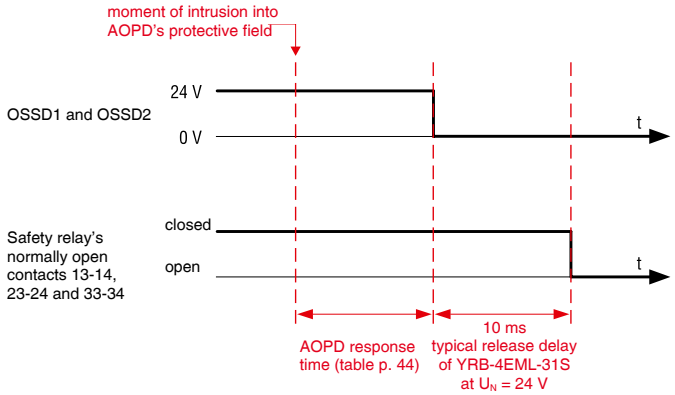 moment of intrusion into
AOPD's protective field
OSSD1 and OSSD2
24 V
0 V
t
Safety relay's
normally open
contacts 13-14,
23-24 and 33-34
closed
open
t
AOPD response
time (table p. 44)
10 ms
typical release delay
of YRB-4EML-31S
at U_N = 24 V